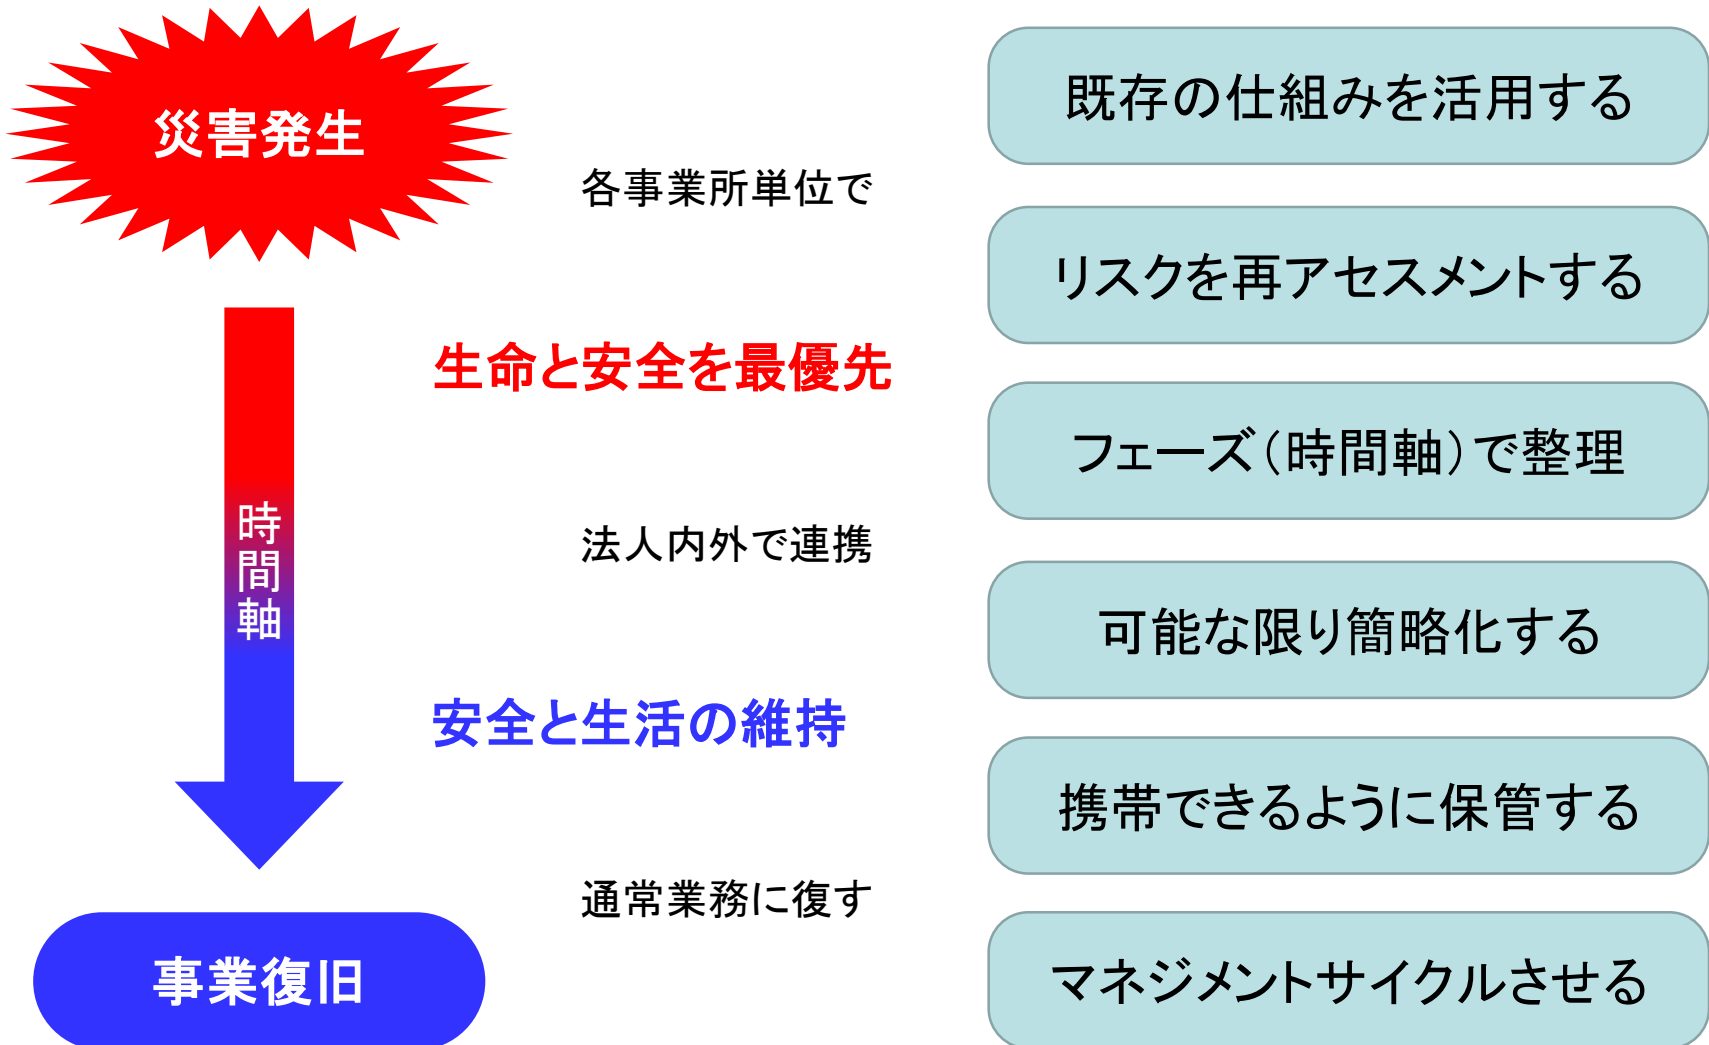 災害発生
時間軸
事業復旧
各事業所単位で
生命と安全を最優先
法人内外で連携
安全と生活の維持
通常業務に復す
既存の仕組みを活用する
リスクを再アセスメントする
フェーズ（時間軸）で整理
可能な限り簡略化する
携帯できるように保管する
マネジメントサイクルさせる